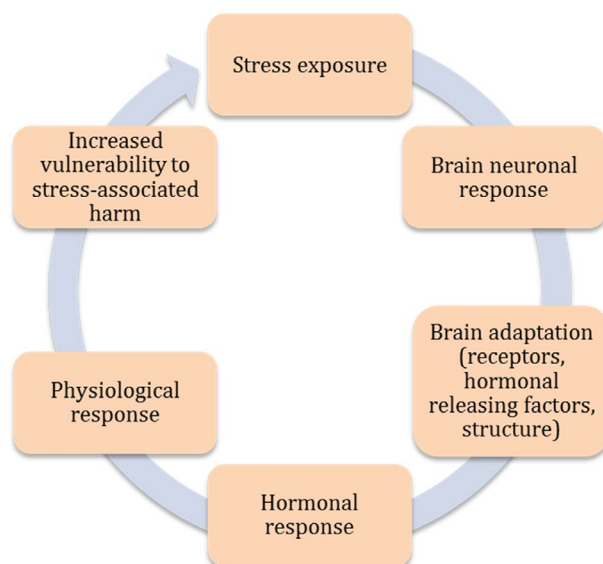 Stress exposure
Brain neuronal
response
Brain adaptation
(receptors,
hormonal
releasing factors,
structure)
Hormonal
response
Physiological
response
Increased
vulnerability to
stress-associated
harm